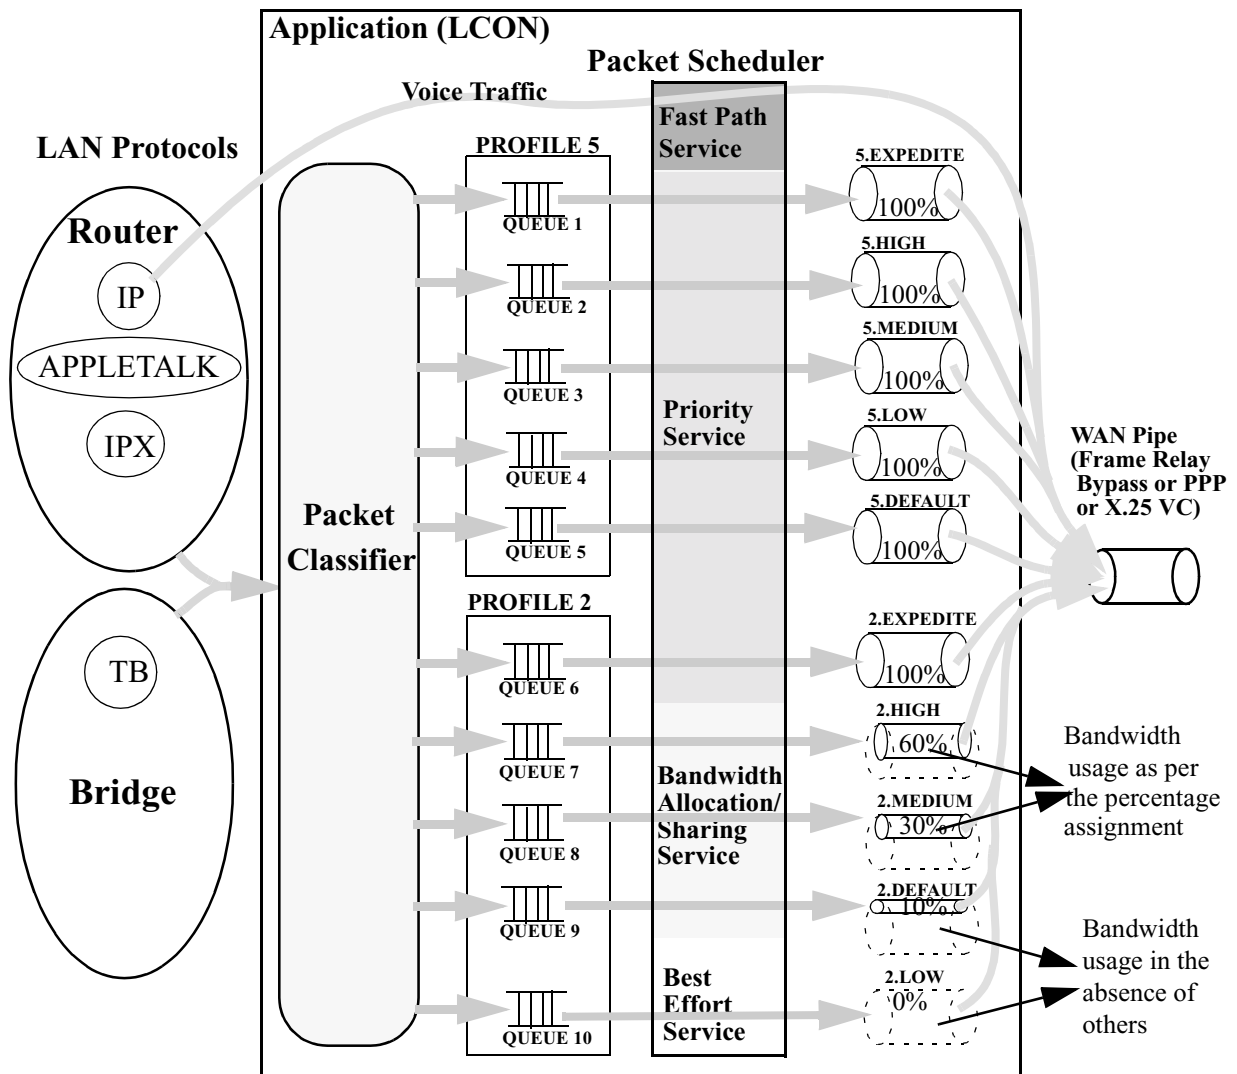 Application (LCON)
Packet Scheduler
Voice Traffic
Fast Path
Service
LAN Protocols
PROFILE 5
5.EXPEDITE
100%
QUEUE 1
Router
IP
5.HIGH
100%
QUEUE 2
APPLETALK
5.MEDIUM
100%
QUEUE 3
IPX
Priority
Service
5.LOW
100%
QUEUE 4
WAN Pipe
(Frame Relay
Bypass or PPP
or X.25 VC)
Packet
Classifier
5.DEFAULT
100%
QUEUE 5
PROFILE 2
2.EXPEDITE
100%
QUEUE 6
TB
Bridge
2.HIGH
60%
QUEUE 7
Bandwidth
Allocation/
Sharing
Service
2.MEDIUM
30%
QUEUE 8
Bandwidth
usage as per
the percentage
assignment
2.DEFAULT
10%
QUEUE 9
Best
Effort
Service
2.LOW
0%
QUEUE 10
Bandwidth
usage in the
absence of
others